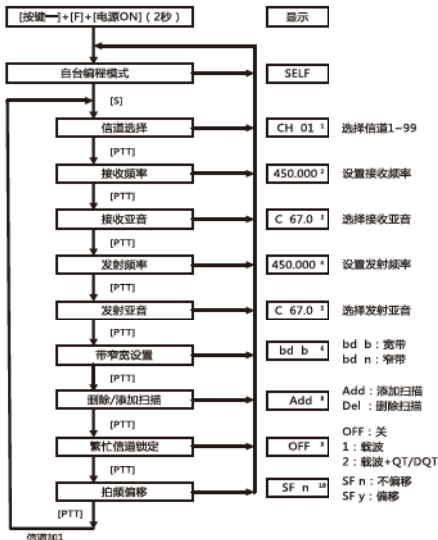 [按键一]+[F]+[电源ON]（2秒） 显示
自台编程模式 SELF
[S]
信道选择 CH 01 1 选择信道1~99
[PTT]
接收频率 450.000 2 设置接收频率
[PTT]
接收亚音 C 67.0 3 选择接收亚音
[PTT]
发射频率 450.000 4 设置发射频率
[PTT]
发射亚音 C 67.0 5 选择发射亚音
[PTT]
带窄宽设置 bd b 6 bd b：宽带
bd n：窄带
[PTT]
删除/添加扫描 Add 8 Add：添加扫描
Del ：删除扫描
[PTT]
繁忙信道锁定 OFF 9 OFF：关
1：载波
2：载波+QT/DQT
[PTT]
拍频偏移 SF n 10 SF n：不偏移
SF y：偏移
[PTT]
信道加1